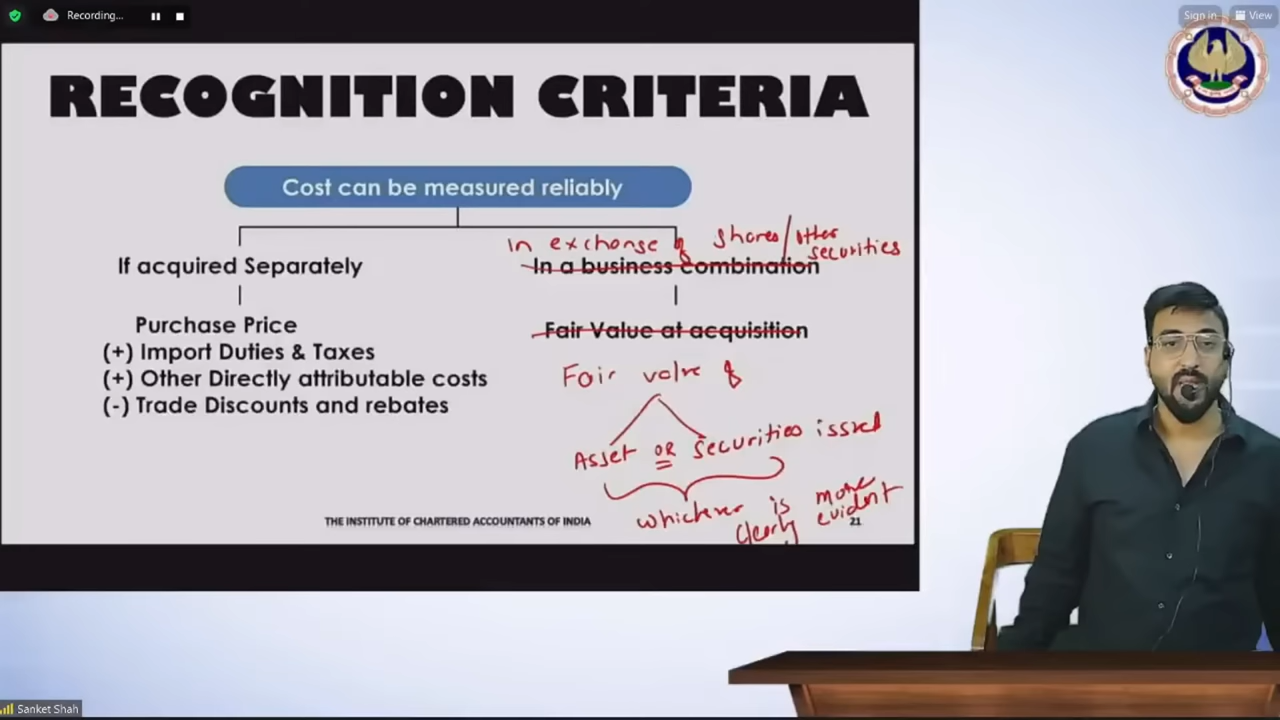 Recording...
Sign in
View
RECOGNITION CRITERIA
Cost can be measured reliably
If acquired Separately
Purchase Price
(+) Import Duties & Taxes
(+) Other Directly attributable costs
(-) Trade Discounts and rebates
In exchange of shares/other
securities
In a business combination
Fair Value at acquisition
Fair value of
Asset OR securities issued
whichever is more
clearly evident
THE INSTITUTE OF CHARTERED ACCOUNTANTS OF INDIA
21
Sanket Shah